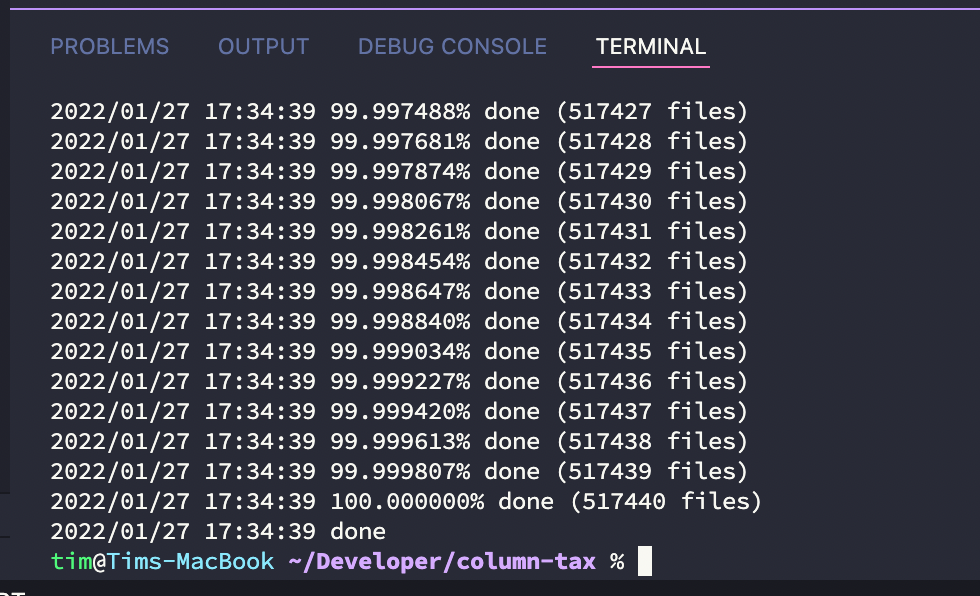 PROBLEMS OUTPUT DEBUG CONSOLE TERMINAL
2022/01/27 17:34:39 99.997488% done (517427 files)
2022/01/27 17:34:39 99.997681% done (517428 files)
2022/01/27 17:34:39 99.997874% done (517429 files)
2022/01/27 17:34:39 99.998067% done (517430 files)
2022/01/27 17:34:39 99.998261% done (517431 files)
2022/01/27 17:34:39 99.998454% done (517432 files)
2022/01/27 17:34:39 99.998647% done (517433 files)
2022/01/27 17:34:39 99.998840% done (517434 files)
2022/01/27 17:34:39 99.999034% done (517435 files)
2022/01/27 17:34:39 99.999227% done (517436 files)
2022/01/27 17:34:39 99.999420% done (517437 files)
2022/01/27 17:34:39 99.999613% done (517438 files)
2022/01/27 17:34:39 99.999807% done (517439 files)
2022/01/27 17:34:39 100.000000% done (517440 files)
2022/01/27 17:34:39 done
tim@Tims-MacBook ~/Developer/column-tax %